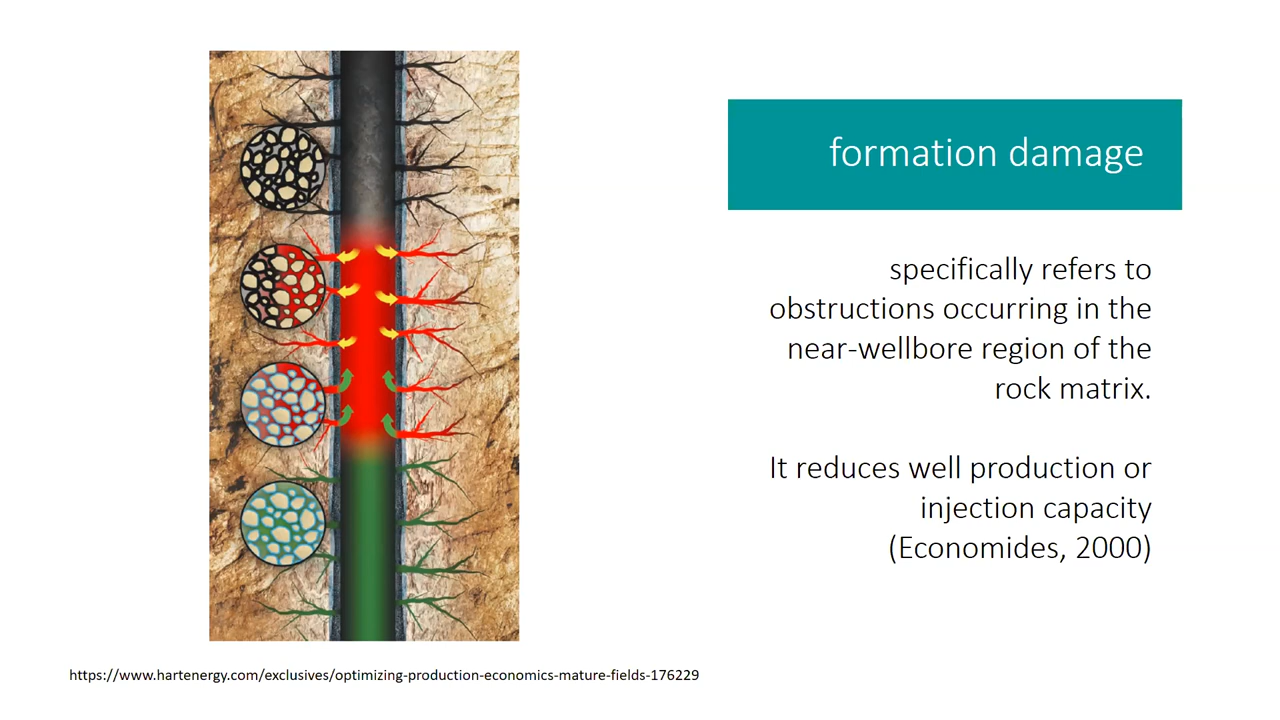 formation damage
specifically refers to
obstructions occurring in the
near-wellbore region of the
rock matrix.
It reduces well production or
injection capacity
(Economides, 2000)
https://www.hartenergy.com/exclusives/optimizing-production-economics-mature-fields-176229